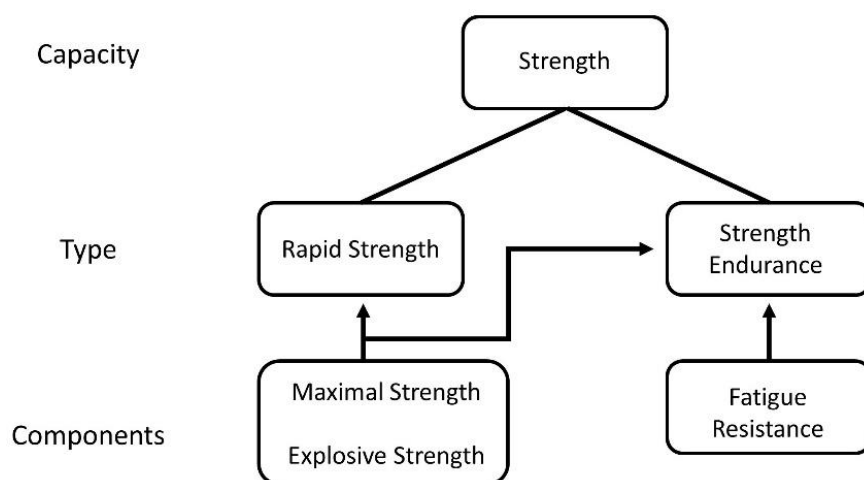 Capacity
Strength
Type
Rapid Strength
Strength
Endurance
Components
Maximal Strength
Explosive Strength
Fatigue
Resistance